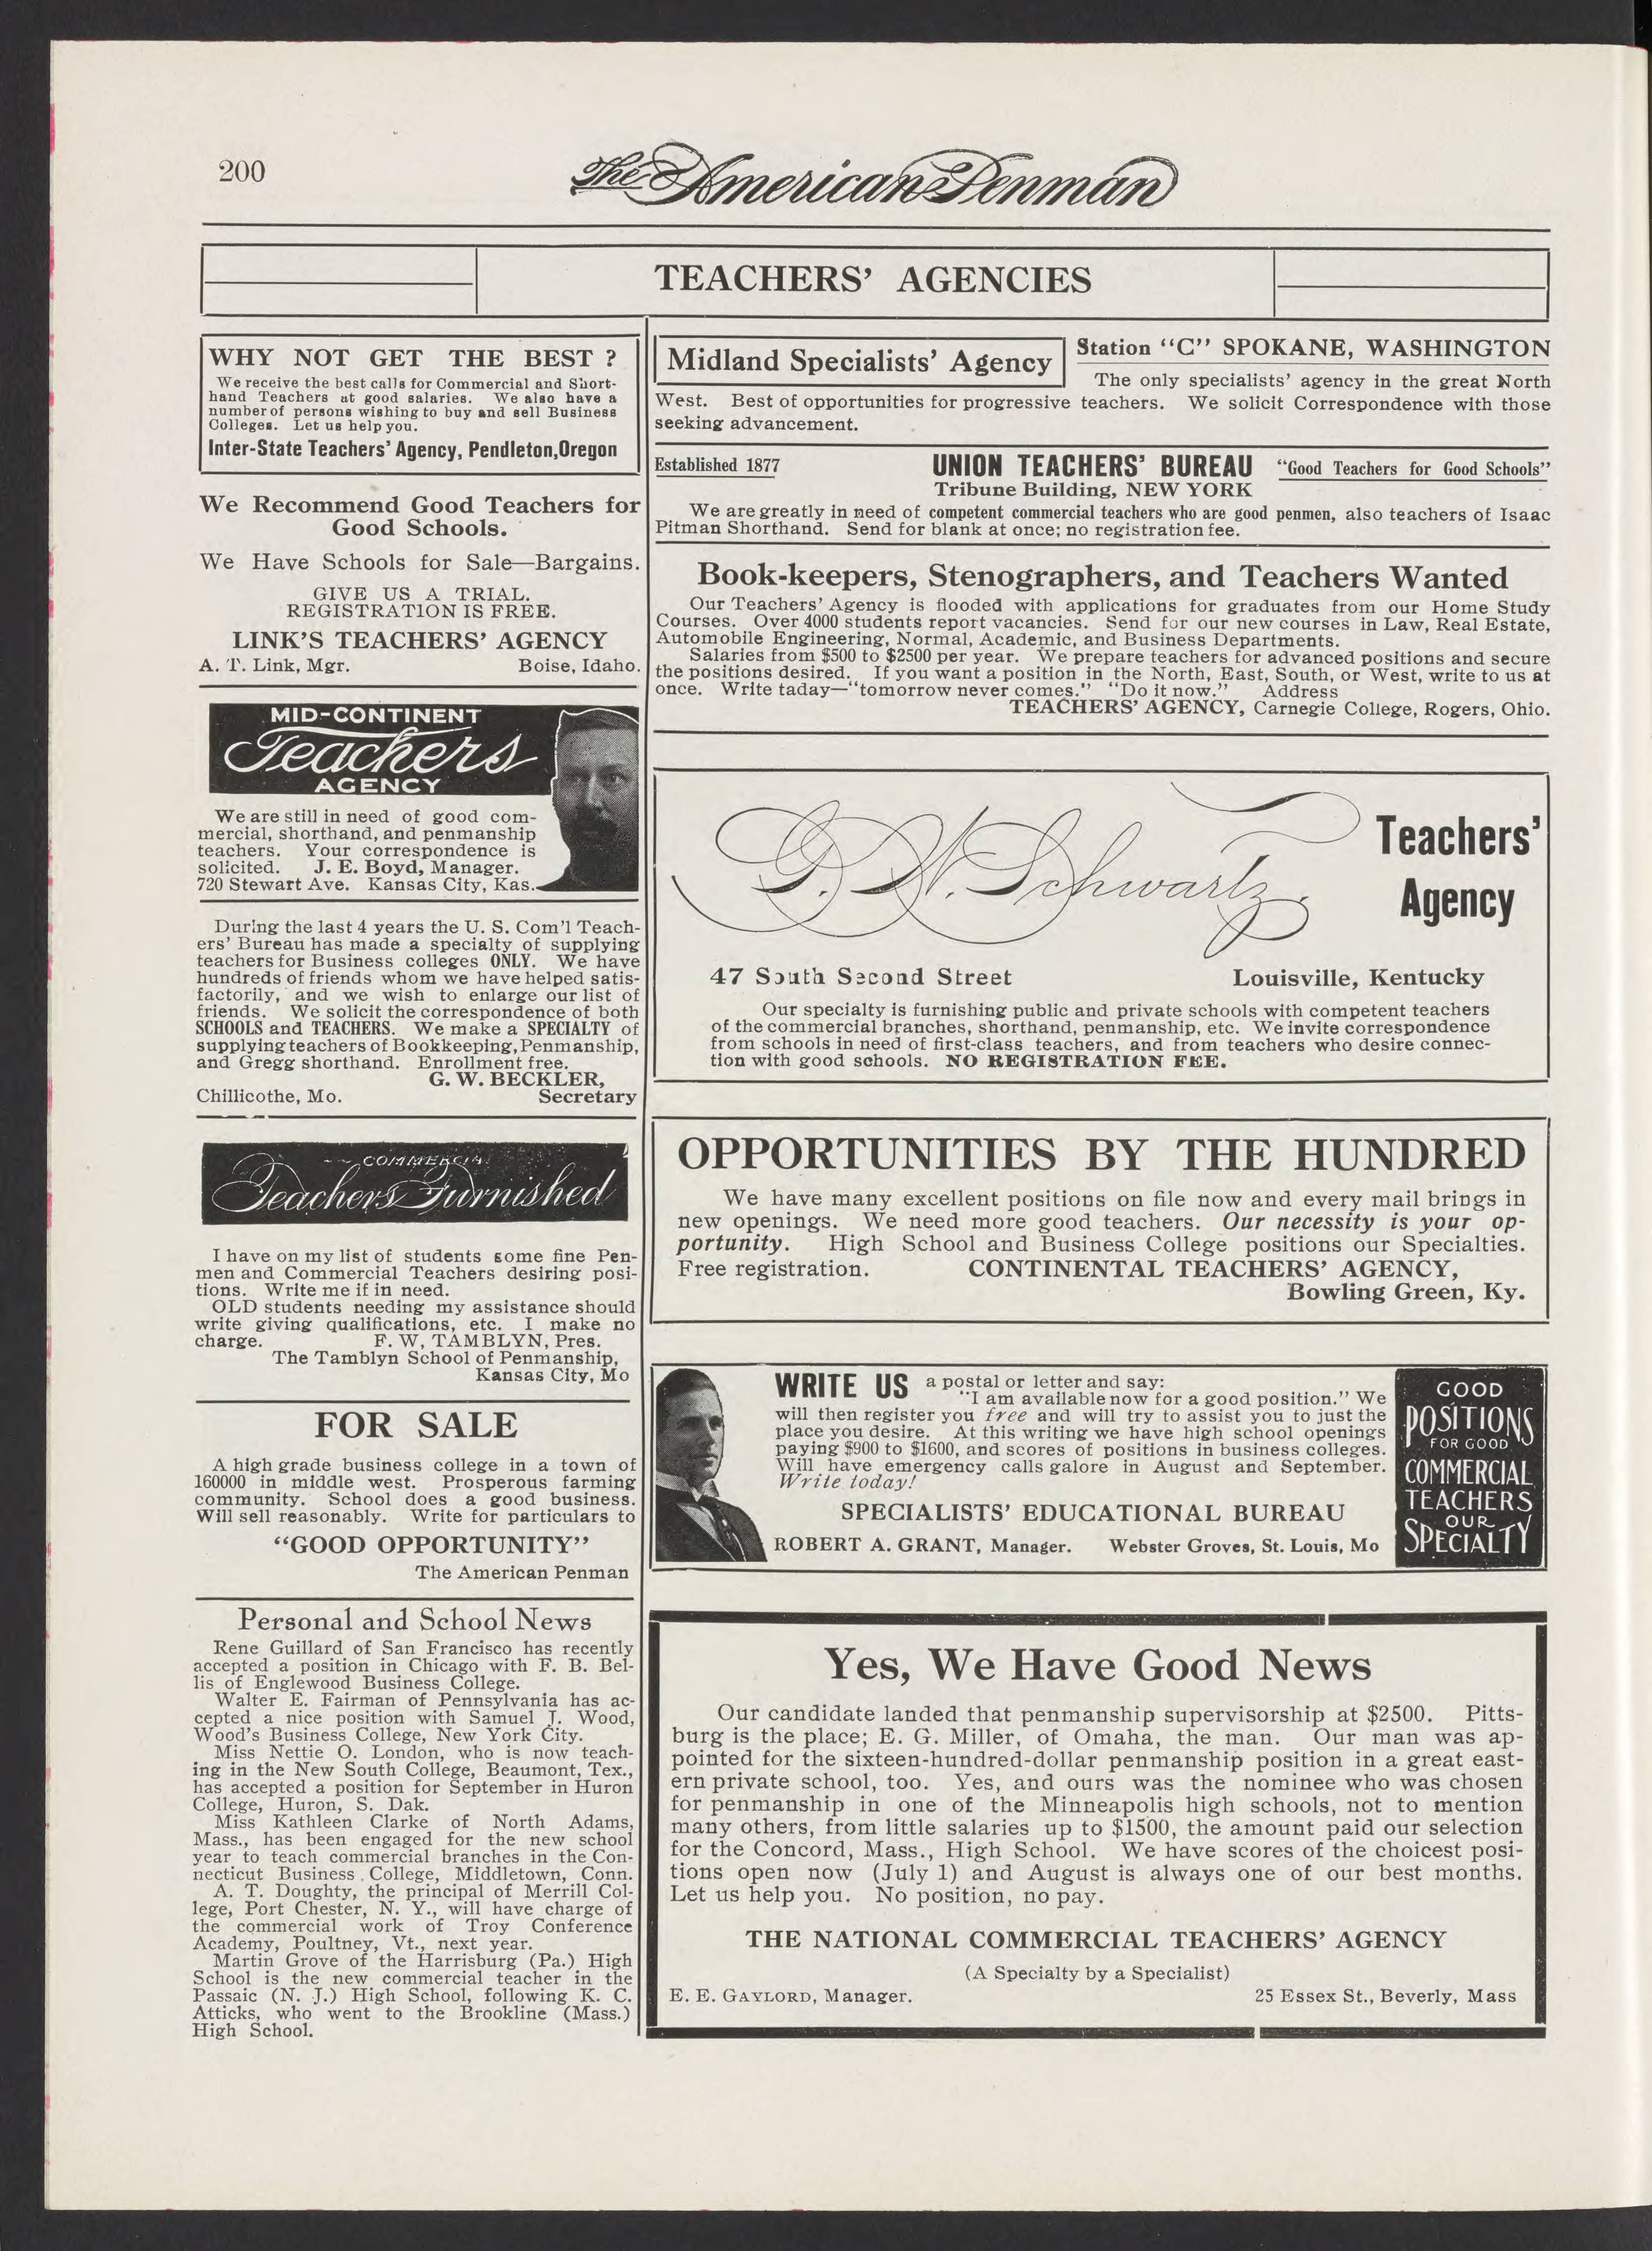 200
The American Penman
TEACHERS' AGENCIES
WHY NOT GET THE BEST ?
We receive the best calls for Commercial and Short-
hand Teachers at good salaries. We also have a
number of persons wishing to buy and sell Business
Colleges. Let us help you.
Inter-State Teachers' Agency, Pendleton, Oregon
We Recommend Good Teachers for
Good Schools.
We Have Schools for Sale—Bargains.
GIVE US A TRIAL.
REGISTRATION IS FREE.
LINK'S TEACHERS' AGENCY
A. T. Link, Mgr. Boise, Idaho.
MID-CONTINENT
Teachers
AGENCY
We are still in need of good com-
mercial, shorthand, and penmanship
teachers. Your correspondence is
solicited. J. E. Boyd, Manager.
720 Stewart Ave. Kansas City, Kas.
During the last 4 years the U. S. Com'l Teach-
ers' Bureau has made a specialty of supplying
teachers for Business colleges ONLY. We have
hundreds of friends whom we have helped satis-
factorily, and we wish to enlarge our list of
friends. We solicit the correspondence of both
SCHOOLS and TEACHERS. We make a SPECIALTY of
supplying teachers of Bookkeeping, Penmanship,
and Gregg shorthand. Enrollment free.
G. W. BECKLER,
Chillicothe, Mo. Secretary
COMMERCIAL
Teachers Furnished
I have on my list of students some fine Pen-
men and Commercial Teachers desiring posi-
tions. Write me if in need.
OLD students needing my assistance should
write giving qualifications, etc. I make no
charge. F. W, TAMBLYN, Pres.
The Tamblyn School of Penmanship,
Kansas City, Mo
FOR SALE
A high grade business college in a town of
160000 in middle west. Prosperous farming
community. School does a good business.
Will sell reasonably. Write for particulars to
"GOOD OPPORTUNITY"
The American Penman
Personal and School News
Rene Guillard of San Francisco has recently
accepted a position in Chicago with F. B. Bel-
lis of Englewood Business College.
Walter E. Fairman of Pennsylvania has ac-
cepted a nice position with Samuel J. Wood,
Wood's Business College, New York City.
Miss Nettie O. London, who is now teach-
ing in the New South College, Beaumont, Tex.,
has accepted a position for September in Huron
College, Huron, S. Dak.
Miss Kathleen Clarke of North Adams,
Mass., has been engaged for the new school
year to teach commercial branches in the Con-
necticut Business College, Middletown, Conn.
A. T. Doughty, the principal of Merrill Col-
lege, Port Chester, N. Y., will have charge of
the commercial work of Troy Conference
Academy, Poultney, Vt., next year.
Martin Grove of the Harrisburg (Pa.) High
School is the new commercial teacher in the
Passaic (N. J.) High School, following K. C.
Atticks, who went to the Brookline (Mass.)
High School.
Midland Specialists' Agency
Station "C" SPOKANE, WASHINGTON
The only specialists' agency in the great North
West. Best of opportunities for progressive teachers. We solicit Correspondence with those
seeking advancement.
Established 1877 UNION TEACHERS' BUREAU "Good Teachers for Good Schools"
Tribune Building, NEW YORK
We are greatly in need of competent commercial teachers who are good penmen, also teachers of Isaac
Pitman Shorthand. Send for blank at once; no registration fee.
Book-keepers, Stenographers, and Teachers Wanted
Our Teachers' Agency is flooded with applications for graduates from our Home Study
Courses. Over 4000 students report vacancies. Send for our new courses in Law, Real Estate,
Automobile Engineering, Normal, Academic, and Business Departments.
Salaries from $500 to $2500 per year. We prepare teachers for advanced positions and secure
the positions desired. If you want a position in the North, East, South, or West, write to us at
once. Write taday—"tomorrow never comes." "Do it now." Address
TEACHERS' AGENCY, Carnegie College, Rogers, Ohio.
G. W. Schwartz,
Teachers'
Agency
47 South Second Street Louisville, Kentucky
Our specialty is furnishing public and private schools with competent teachers
of the commercial branches, shorthand, penmanship, etc. We invite correspondence
from schools in need of first-class teachers, and from teachers who desire connec-
tion with good schools. NO REGISTRATION FEE.
OPPORTUNITIES BY THE HUNDRED
We have many excellent positions on file now and every mail brings in
new openings. We need more good teachers. Our necessity is your op-
portunity. High School and Business College positions our Specialties.
Free registration. CONTINENTAL TEACHERS' AGENCY,
Bowling Green, Ky.
WRITE US a postal or letter and say:
"I am available now for a good position." We
will then register you free and will try to assist you to just the
place you desire. At this writing we have high school openings
paying $900 to $1600, and scores of positions in business colleges.
Will have emergency calls galore in August and September.
Write today!
SPECIALISTS' EDUCATIONAL BUREAU
ROBERT A. GRANT, Manager. Webster Groves, St. Louis, Mo
GOOD
POSITIONS
FOR GOOD
COMMERCIAL
TEACHERS
OUR
SPECIALTY
Yes, We Have Good News
Our candidate landed that penmanship supervisorship at $2500. Pitts-
burg is the place; E. G. Miller, of Omaha, the man. Our man was ap-
pointed for the sixteen-hundred-dollar penmanship position in a great east-
ern private school, too. Yes, and ours was the nominee who was chosen
for penmanship in one of the Minneapolis high schools, not to mention
many others, from little salaries up to $1500, the amount paid our selection
for the Concord, Mass., High School. We have scores of the choicest posi-
tions open now (July 1) and August is always one of our best months.
Let us help you. No position, no pay.
THE NATIONAL COMMERCIAL TEACHERS' AGENCY
(A Specialty by a Specialist)
E. E. GAYLORD, Manager. 25 Essex St., Beverly, Mass